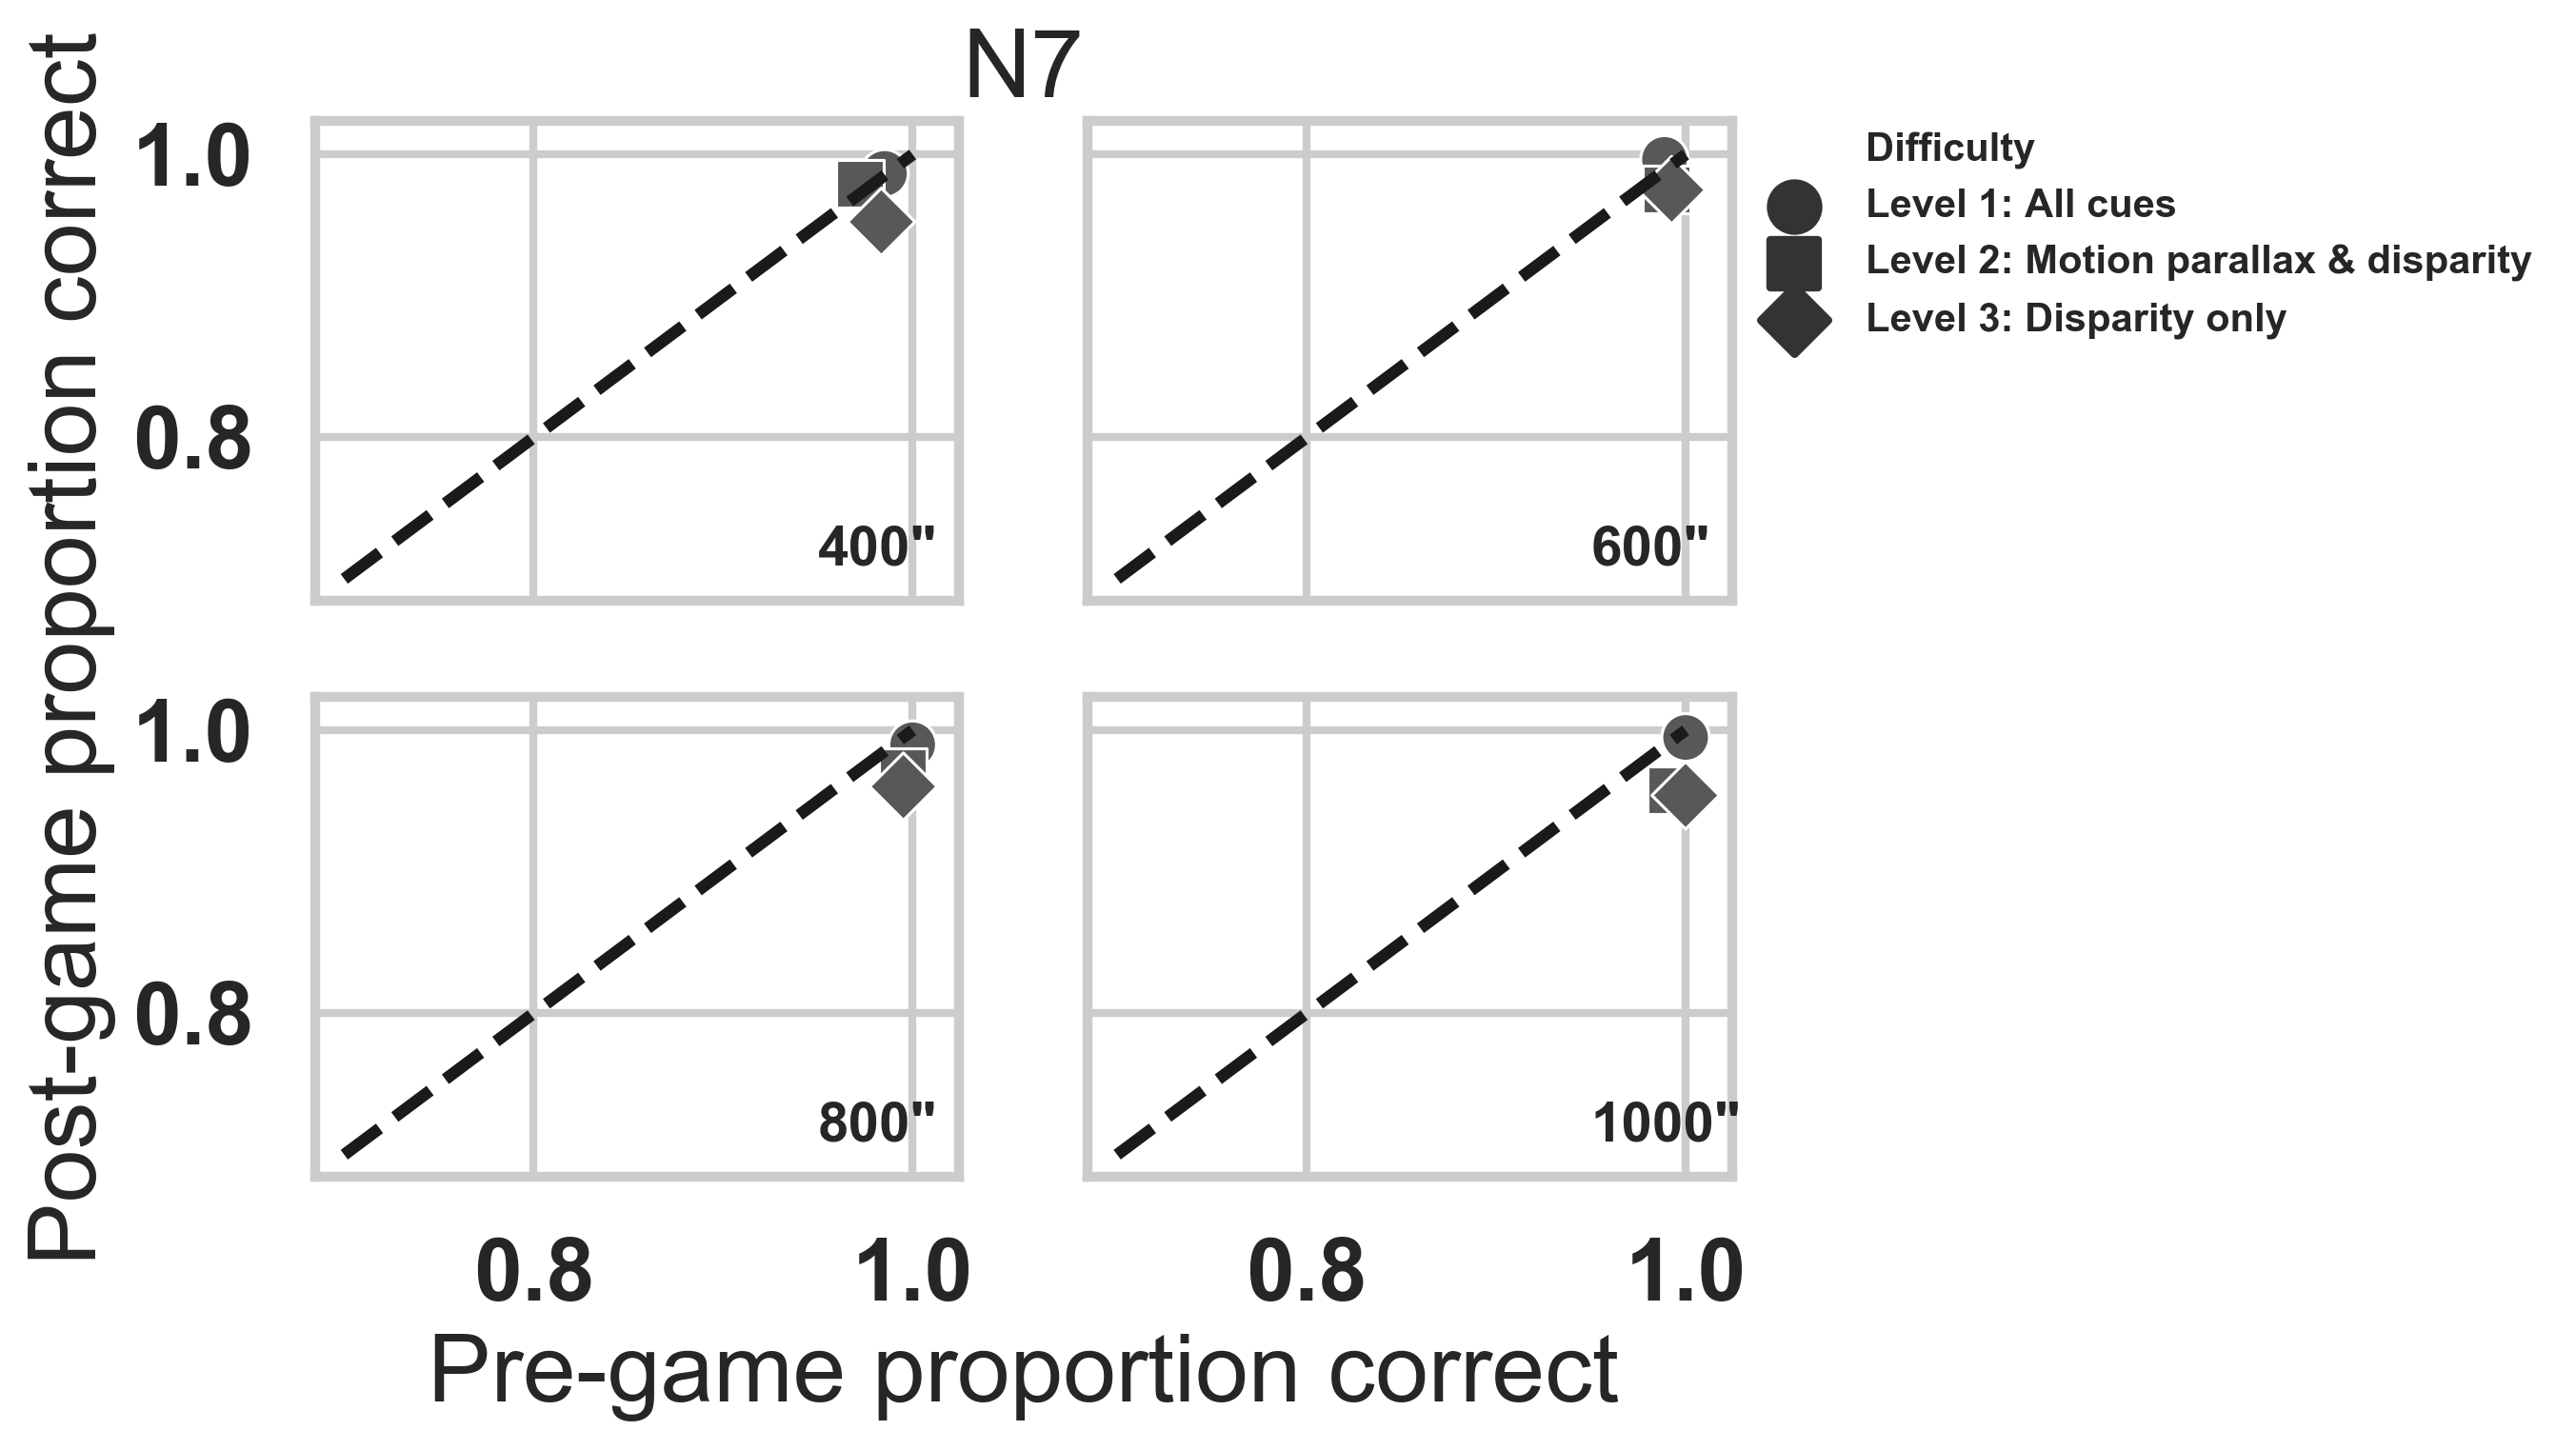 N7
Post-game proportion correct
1.0
0.8
400"
600"
Difficulty
Level 1: All cues
Level 2: Motion parallax & disparity
Level 3: Disparity only
1.0
0.8
800"
1000"
0.8
1.0
0.8
1.0
Pre-game proportion correct